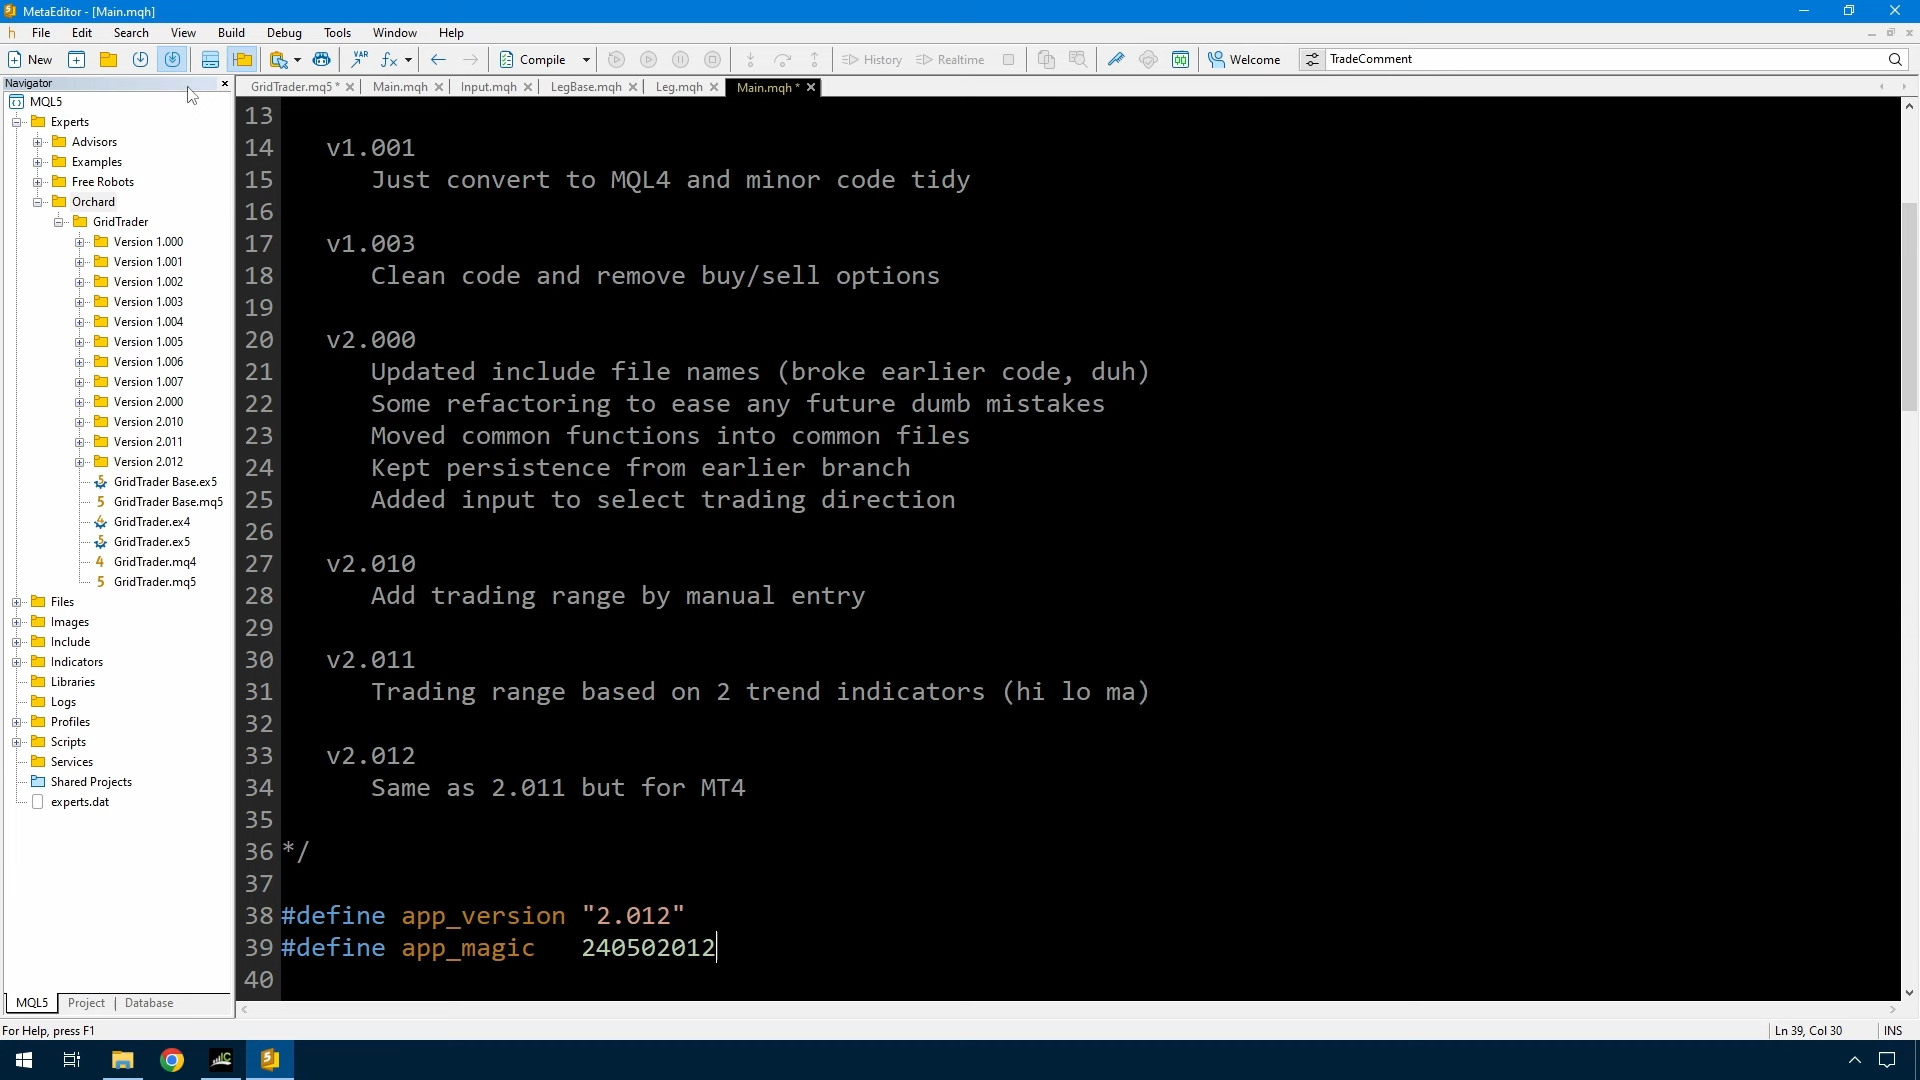 MetaEditor - [Main.mqh]
h File Edit Search View Build Debug Tools Window Help
New Compile History Realtime Welcome TradeComment
Navigator
GridTrader.mq5 * Main.mqh Input.mqh LegBase.mqh Leg.mqh Main.mqh *
MQL5
Experts
Advisors
Examples
Free Robots
Orchard
GridTrader
Version 1.000
Version 1.001
Version 1.002
Version 1.003
Version 1.004
Version 1.005
Version 1.006
Version 1.007
Version 2.000
Version 2.010
Version 2.011
Version 2.012
GridTrader Base.ex5
5 GridTrader Base.mq5
GridTrader.ex4
GridTrader.ex5
4 GridTrader.mq4
5 GridTrader.mq5
Files
Images
Include
Indicators
Libraries
Logs
Profiles
Scripts
Services
Shared Projects
experts.dat
MQL5 Project Database
13
14 v1.001
15 Just convert to MQL4 and minor code tidy
16
17 v1.003
18 Clean code and remove buy/sell options
19
20 v2.000
21 Updated include file names (broke earlier code, duh)
22 Some refactoring to ease any future dumb mistakes
23 Moved common functions into common files
24 Kept persistence from earlier branch
25 Added input to select trading direction
26
27 v2.010
28 Add trading range by manual entry
29
30 v2.011
31 Trading range based on 2 trend indicators (hi lo ma)
32
33 v2.012
34 Same as 2.011 but for MT4
35
36 */
37
38 #define app_version "2.012"
39 #define app_magic 240502012
40
For Help, press F1 Ln 39, Col 30 INS